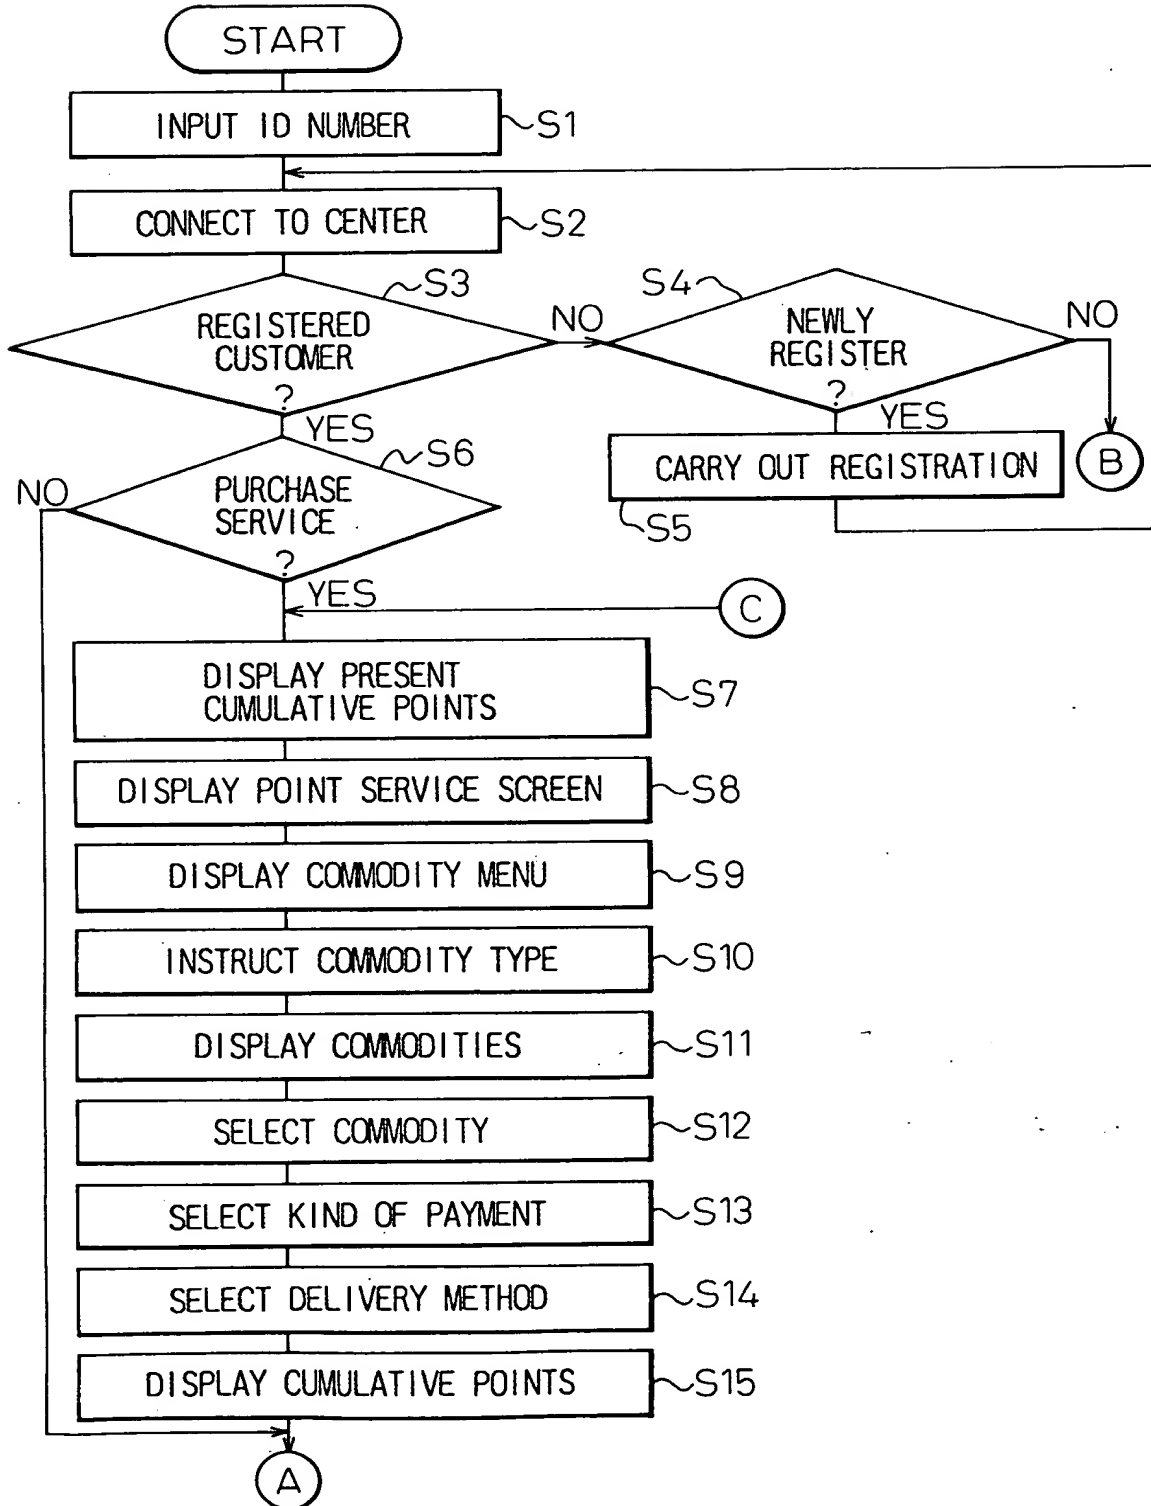 START
INPUT ID NUMBER
S1
CONNECT TO CENTER
S2
S3
REGISTERED
CUSTOMER
?
NO
YES
S4
NEWLY
REGISTER
?
NO
YES
B
CARRY OUT REGISTRATION
S5
S6
NO
PURCHASE
SERVICE
?
YES
C
DISPLAY PRESENT
CUMULATIVE POINTS
S7
DISPLAY POINT SERVICE SCREEN
S8
DISPLAY COMMODITY MENU
S9
INSTRUCT COMMODITY TYPE
S10
DISPLAY COMMODITIES
S11
SELECT COMMODITY
S12
SELECT KIND OF PAYMENT
S13
SELECT DELIVERY METHOD
S14
DISPLAY CUMULATIVE POINTS
S15
A